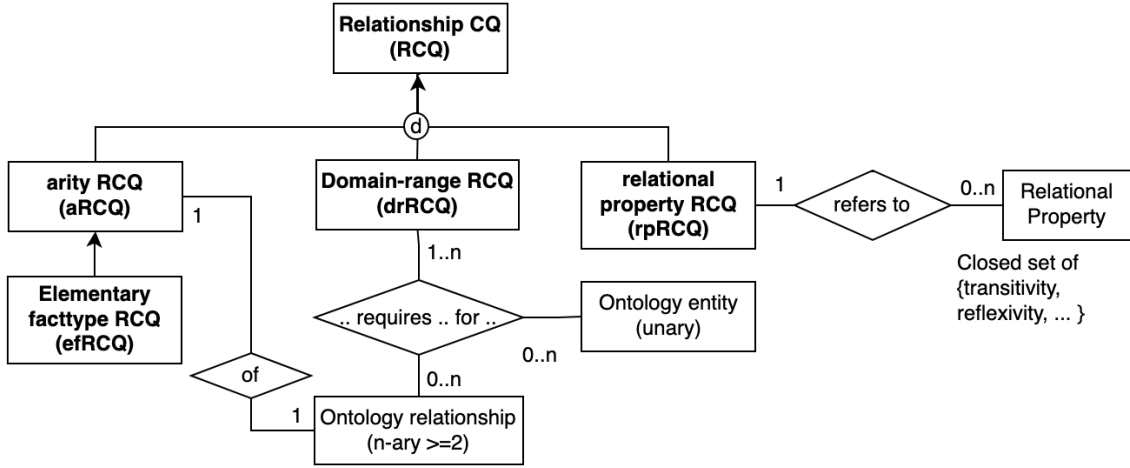 Relationship CQ
(RCQ)
d
arity RCQ
(aRCQ)
1
Domain-range RCQ
(drRCQ)
relational
property RCQ
(rpRCQ)
1
refers to
0..n
Relational
Property
Closed set of
{transitivity,
reflexivity, ... }
1..n
Elementary
facttype RCQ
(efRCQ)
.. requires .. for ..
0..n
Ontology entity
(unary)
of
0..n
1
Ontology relationship
(n-ary >=2)